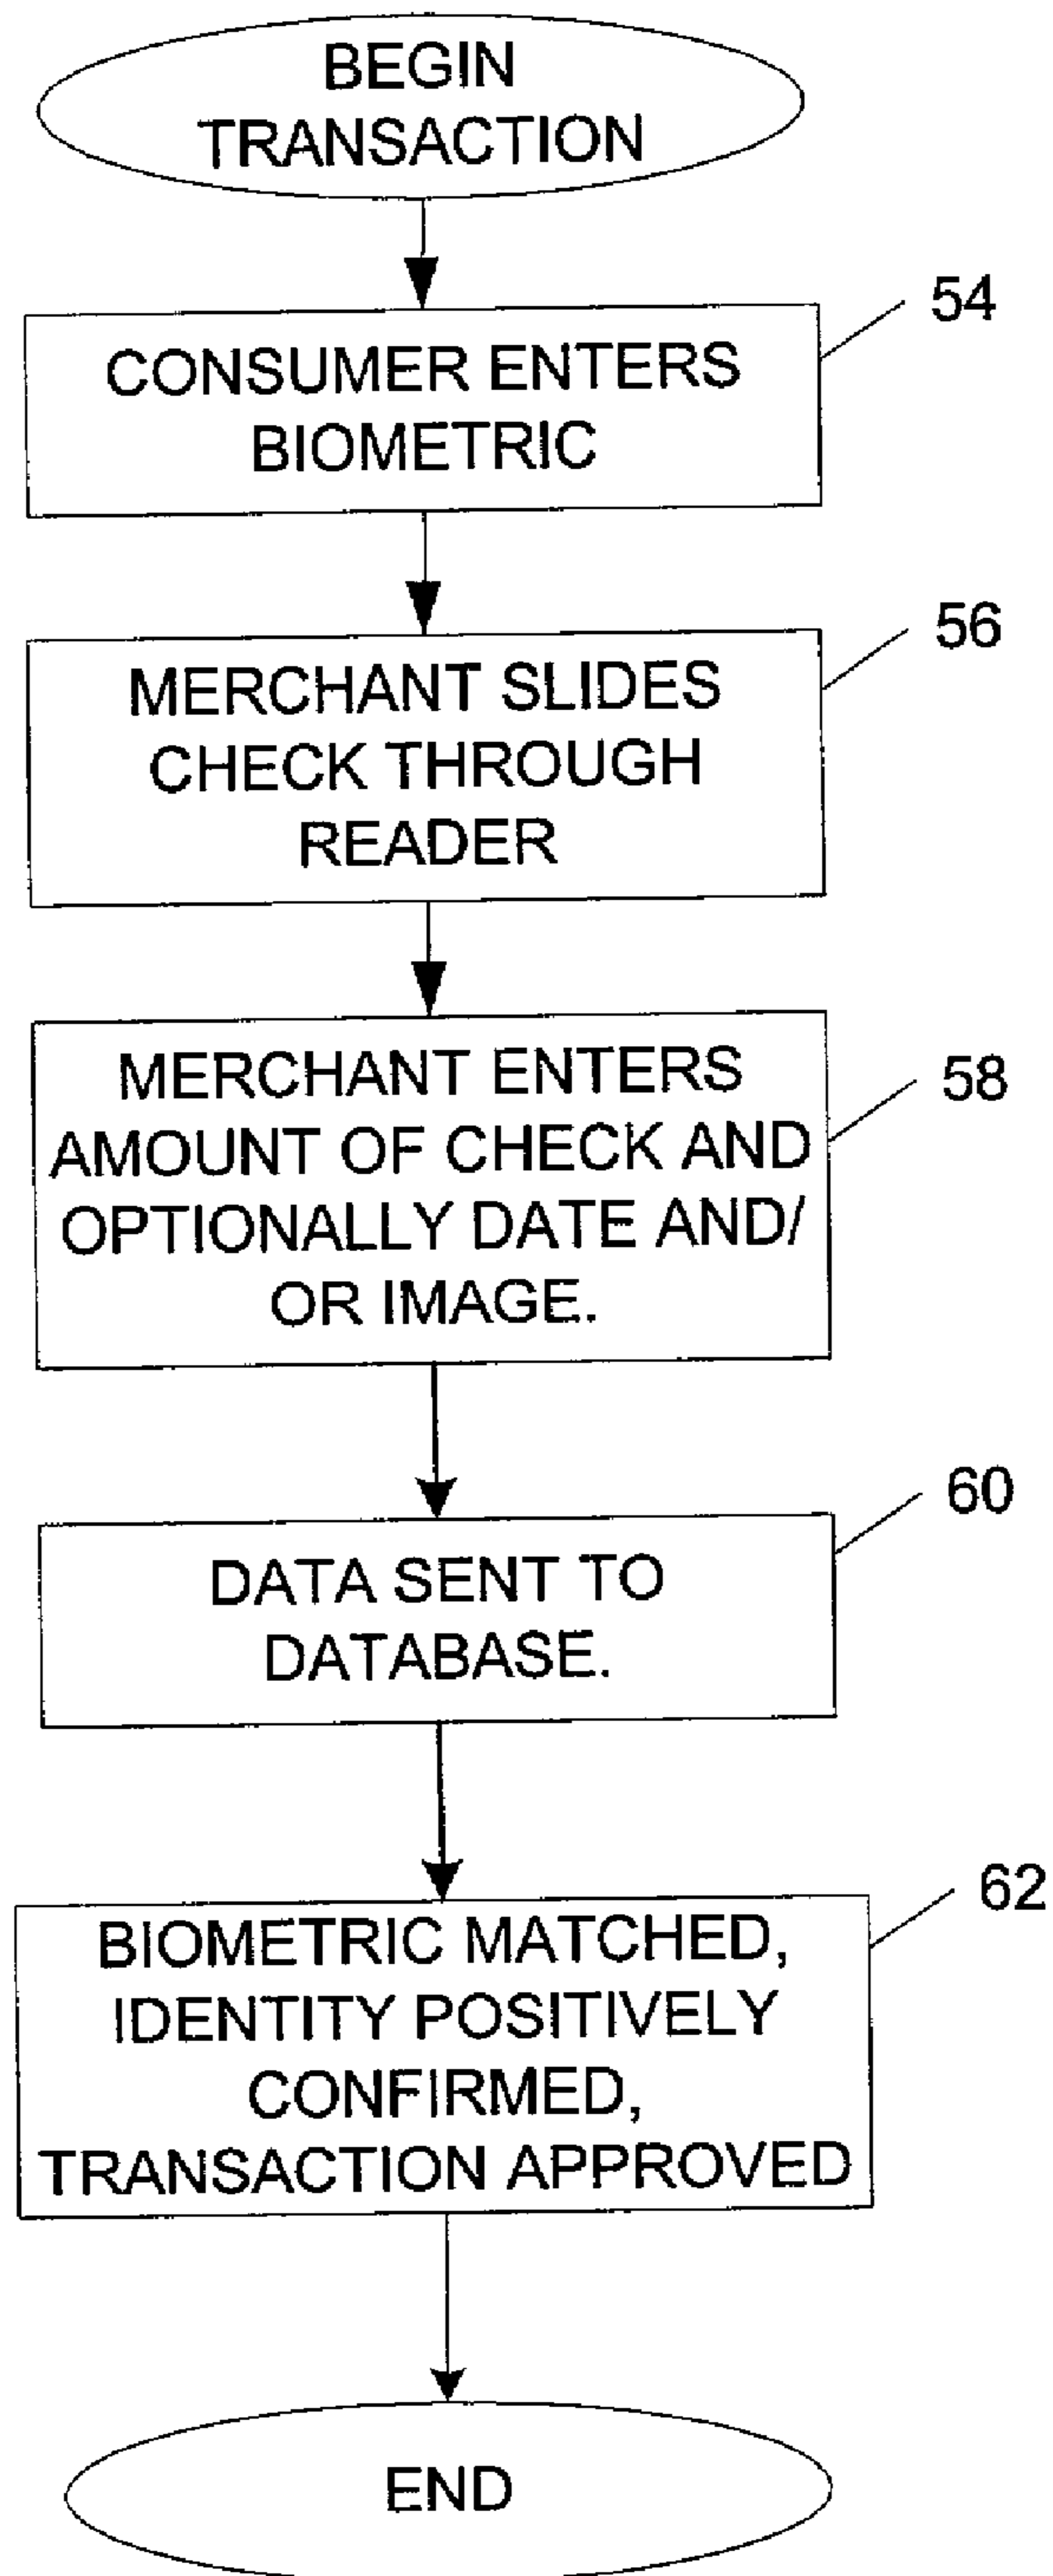 BEGIN
TRANSACTION
54
CONSUMER ENTERS
BIOMETRIC
56
MERCHANT SLIDES
CHECK THROUGH
READER
58
MERCHANT ENTERS
AMOUNT OF CHECK AND
OPTIONALLY DATE AND/
OR IMAGE.
60
DATA SENT TO
DATABASE.
62
BIOMETRIC MATCHED,
IDENTITY POSITIVELY
CONFIRMED,
TRANSACTION APPROVED
END